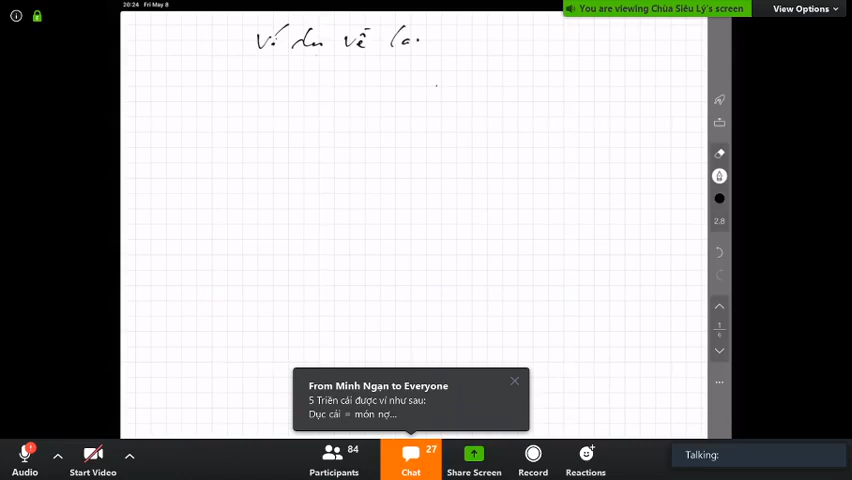 20:24 Fri May 8
You are viewing Chùa Siêu Lý's screen
View Options
Ví dụ về
2.8
1
6
From Minh Ngạn to Everyone
5 Triền cái được ví như sau:
Dục cái = món nợ...
84
27
Audio
Start Video
Participants
Chat
Share Screen
Record
Reactions
Talking: